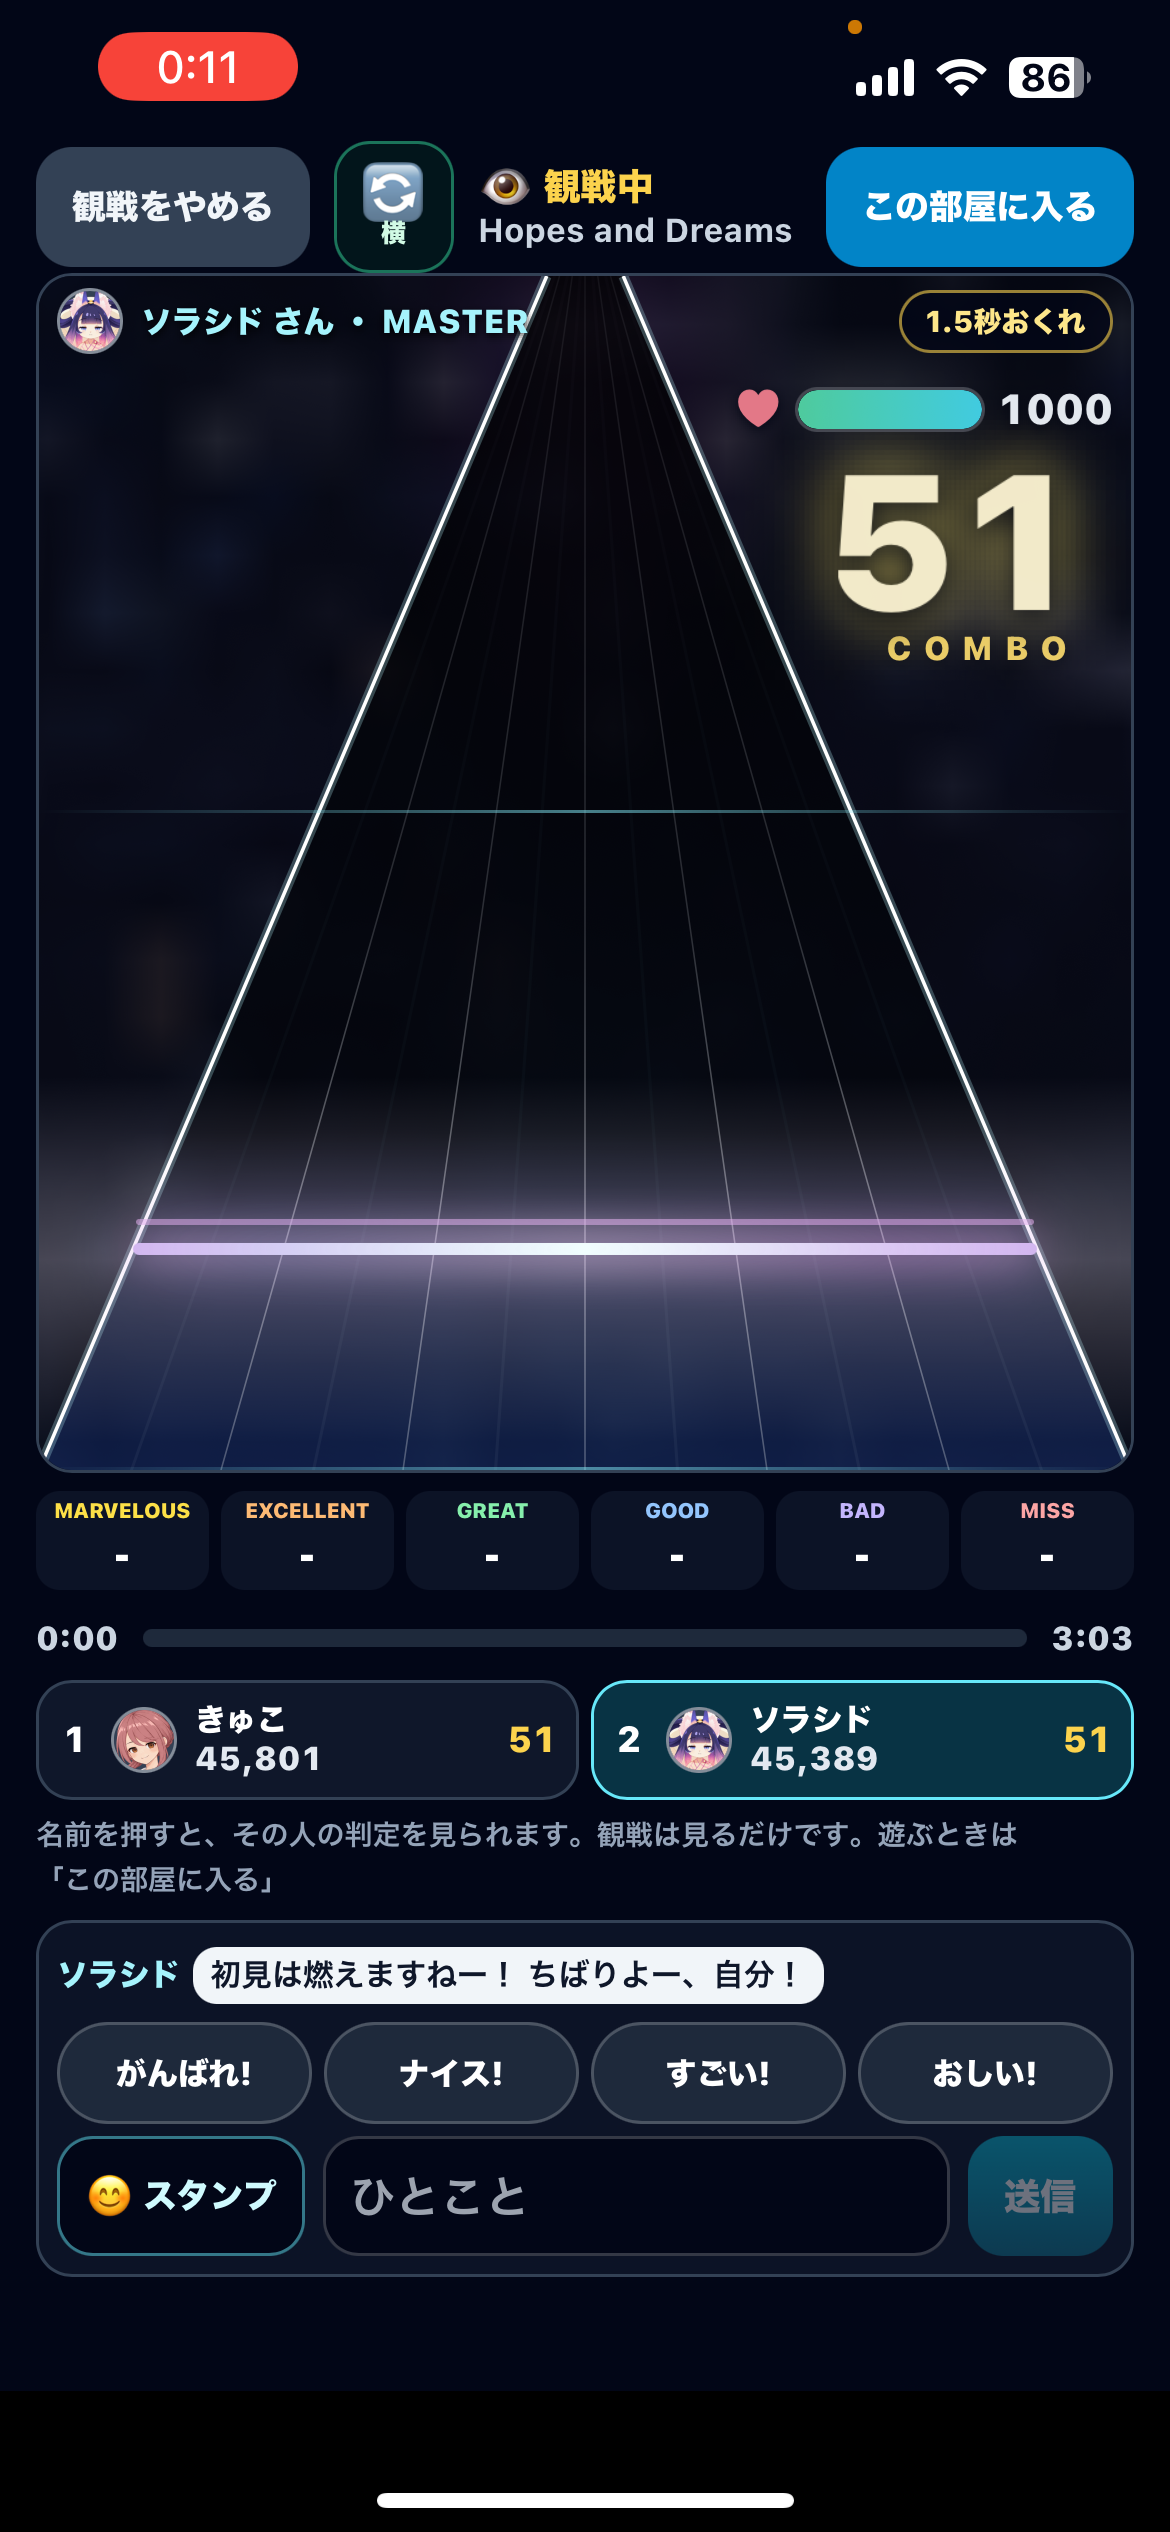 0:11
86
観戦をやめる
横
観戦中
Hopes and Dreams
この部屋に入る
ソラシド さん ・ MASTER
1.5秒おくれ
1000
51
COMBO
MARVELOUS
-
EXCELLENT
-
GREAT
-
GOOD
-
BAD
-
MISS
-
0:00
3:03
1
きゅこ
45,801
51
2
ソラシド
45,389
51
名前を押すと、その人の判定を見られます。観戦は見るだけです。遊ぶときは
「この部屋に入る」
ソラシド 初見は燃えますねー！ ちばりよー、自分！
がんばれ!
ナイス!
すごい!
おしい!
😊 スタンプ
ひとこと
送信